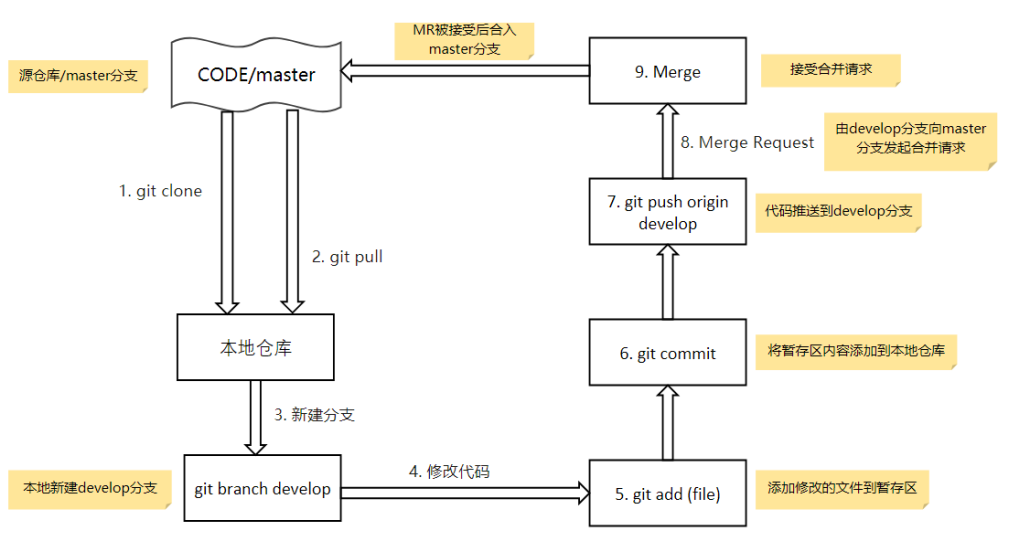 MR被接受后合入
master分支
源仓库/master分支
CODE/master
9. Merge
接受合并请求
8. Merge Request
由develop分支向master
分支发起合并请求
1. git clone
7. git push origin
develop
代码推送到develop分支
2. git pull
本地仓库
6. git commit
将暂存区内容添加到本地仓库
3. 新建分支
本地新建develop分支
git branch develop
4. 修改代码
5. git add (file)
添加修改的文件到暂存区